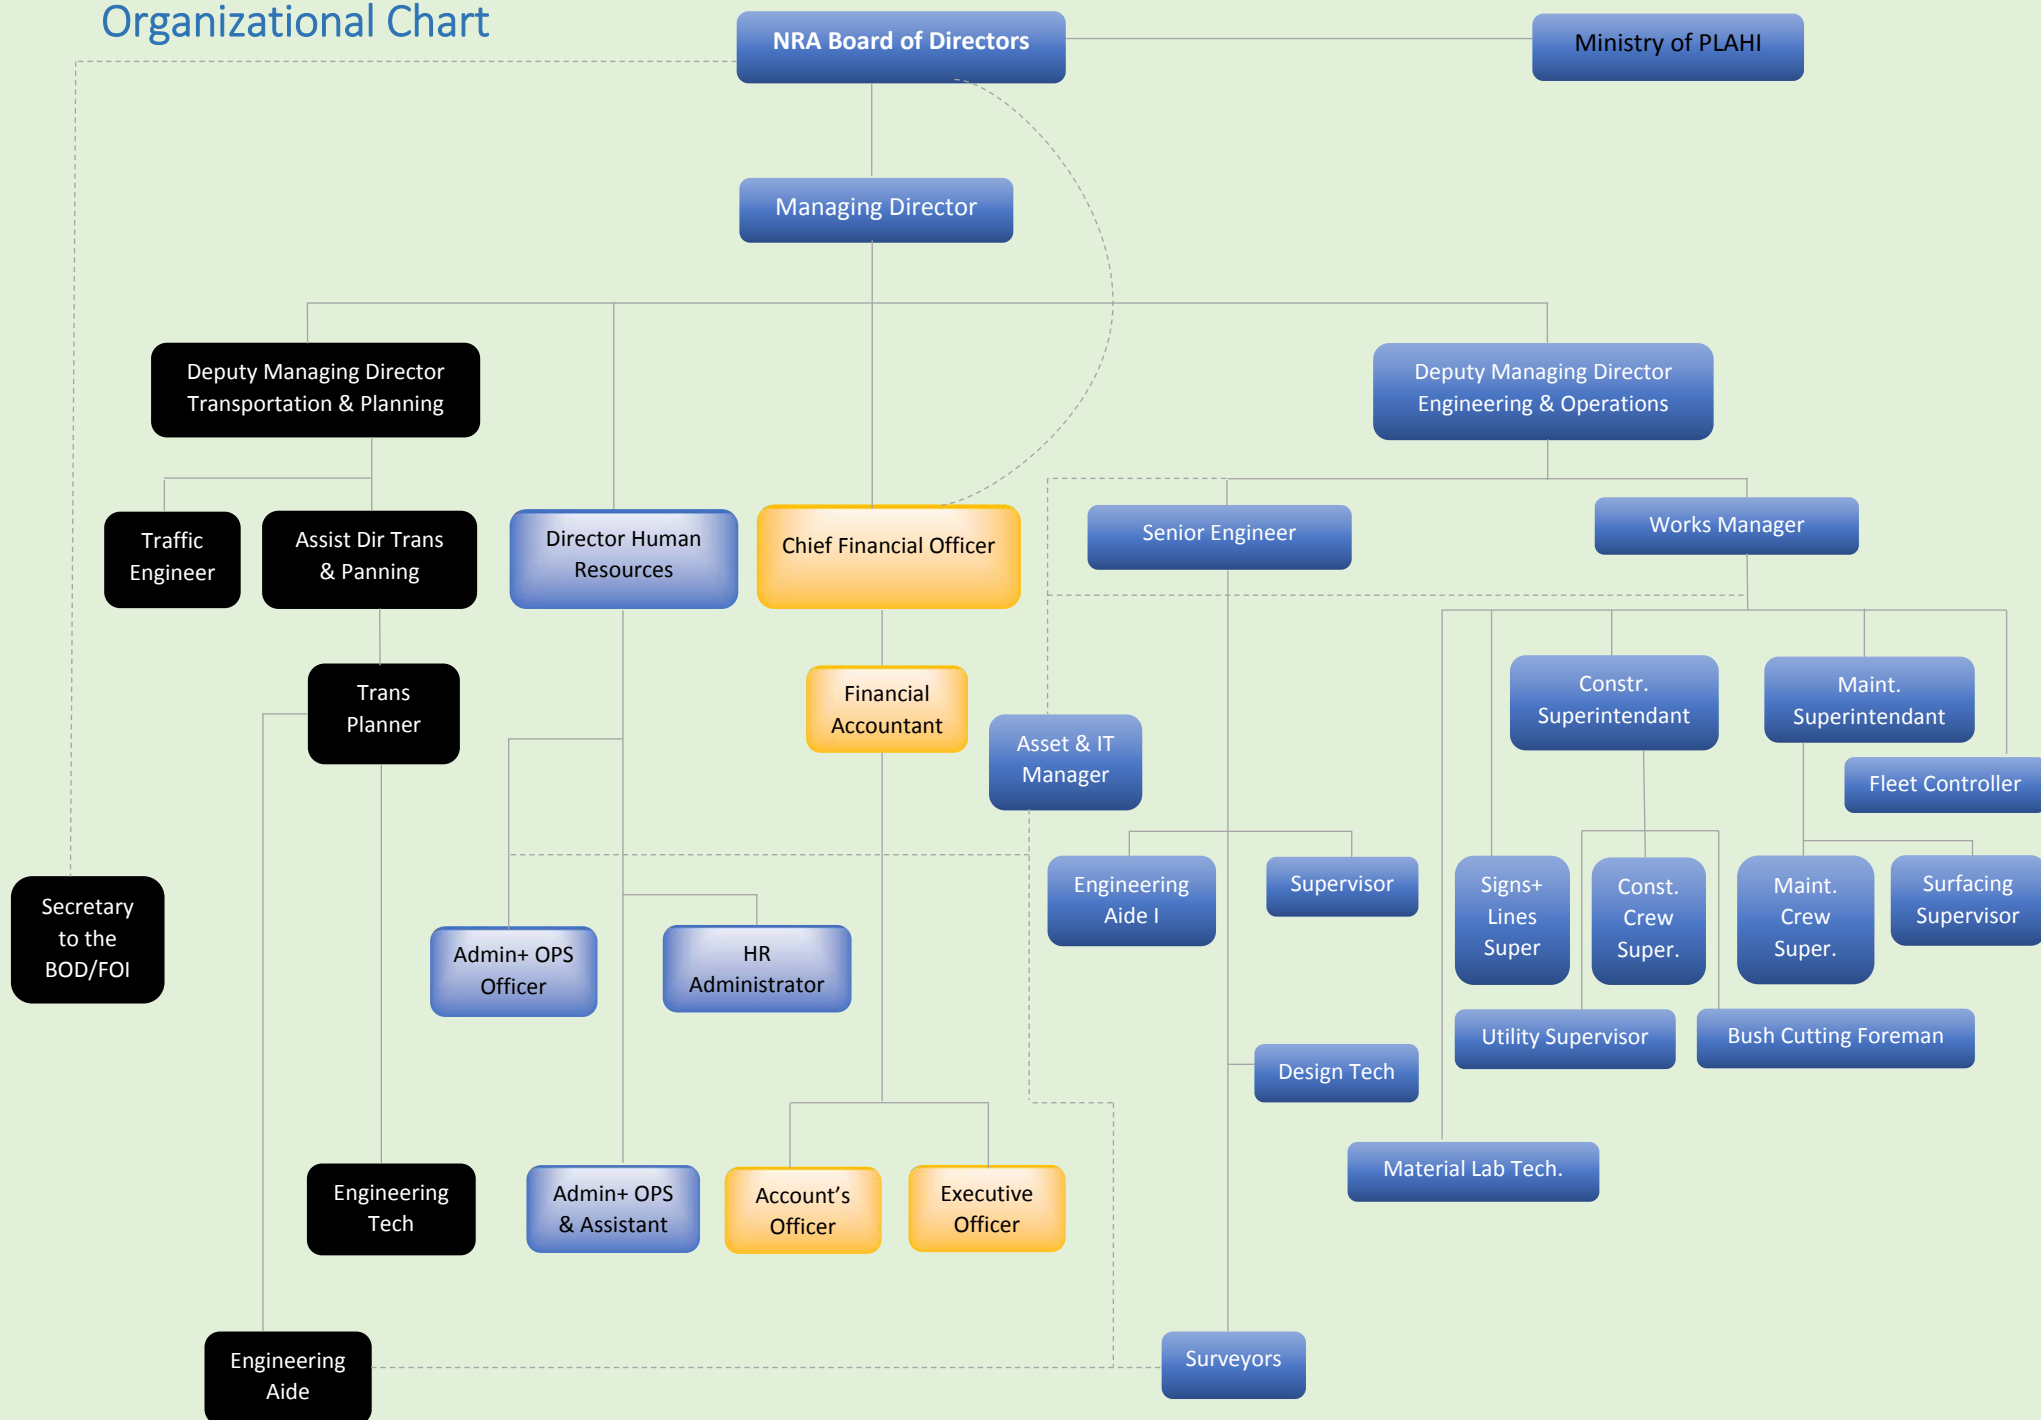 Organizational Chart
NRA Board of Directors
Ministry of PLAHI
Managing Director
Deputy Managing Director
Transportation & Planning
Deputy Managing Director
Engineering & Operations
Traffic
Engineer
Assist Dir Trans
& Panning
Director Human
Resources
Chief Financial Officer
Senior Engineer
Works Manager
Trans
Planner
Financial
Accountant
Asset & IT
Manager
Constr.
Superintendant
Maint.
Superintendant
Fleet Controller
Secretary
to the
BOD/FOI
Admin+ OPS
Officer
HR
Administrator
Engineering
Aide I
Supervisor
Signs+
Lines
Super
Const.
Crew
Super.
Maint.
Crew
Super.
Surfacing
Supervisor
Utility Supervisor
Bush Cutting Foreman
Design Tech
Material Lab Tech.
Engineering
Tech
Admin+ OPS
& Assistant
Account’s
Officer
Executive
Officer
Engineering
Aide
Surveyors